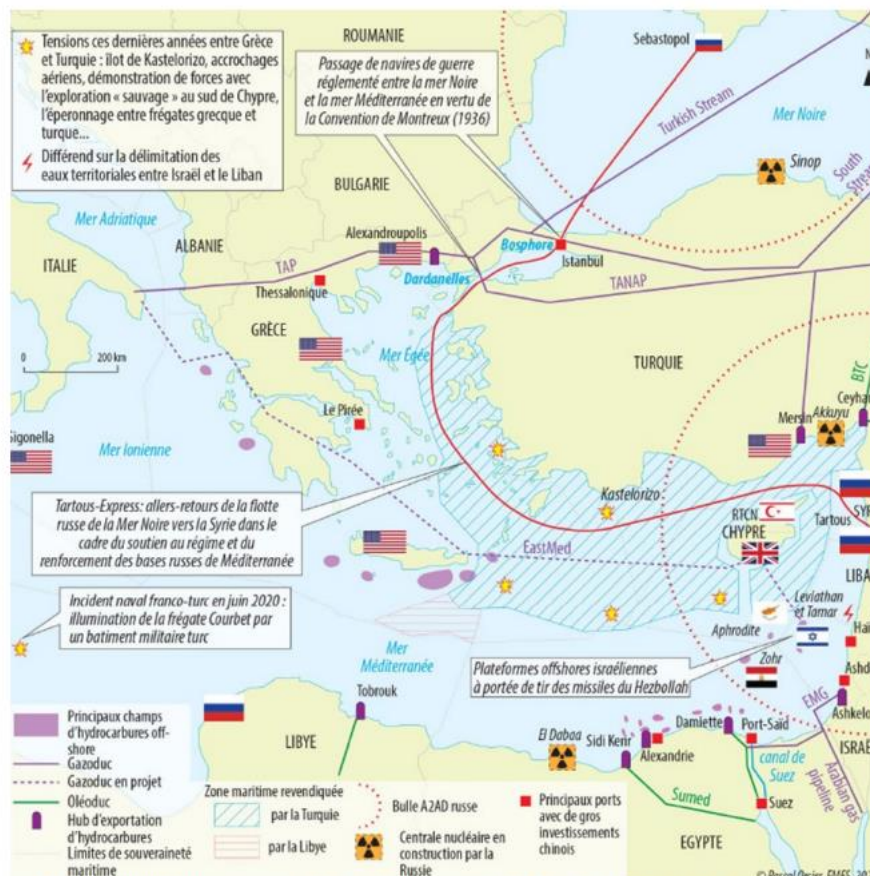 Tensions ces dernières années entre Grèce
et Turquie : îlot de Kastelorizo, accrochages
aériens, démonstration de forces avec
l'exploration « sauvage » au sud de Chypre,
l'éperonnage entre frégates grecque et
turque...
Différend sur la délimitation des
eaux territoriales entre Israël et le Liban
ROUMANIE
Passage de navires de guerre
réglementé entre la mer Noire
et la mer Méditerranée en vertu de
la Convention de Montreux (1936)
Sebastopol
Turkish Stream
Mer Noire
Sinop
South
Stream
BULGARIE
Mer Adriatique
ALBANIE
Alexandroupolis
Bosphore
Istanbul
ITALIE
TAP
Dardanelles
TANAP
Thessalonique
GRÈCE
0
200 km
Mer Egée
TURQUIE
BTC
Le Pirée
Mersin
Akkuyu
Ceyhan
Sigonella
Mer Ionienne
Kastelorizo
Tartous-Express: allers-retours de la flotte
russe de la Mer Noire vers la Syrie dans le
cadre du soutien au régime et du
renforcement des bases russes de Méditerranée
RTCN
CHYPRE
Tartous
SYR
EastMed
LIBA
Incident naval franco-turc en juin 2020 :
illumination de la frégate Courbet par
un batiment militaire turc
Leviathan
et Tamar
Aphrodite
Haï
Mer
Méditerranée
Plateformes offshores israéliennes
à portée de tir des missiles du Hezbollah
Zohr
Ashd
EMG
Ashkelo
Tobrouk
LIBYE
El Dabaa
Sidi Kerir
Alexandrie
Damiette
Port-Saïd
ISRAË
canal de
Suez
Arabian gas
pipeline
Sumed
Suez
EGYPTE
Principaux champs
d'hydrocarbures off-
shore
Gazoduc
Gazoduc en projet
Oléoduc
Hub d'exportation
d'hydrocarbures
Limites de souveraineté
maritime
Zone maritime revendiquée
par la Turquie
par la Libye
Bulle A2AD russe
Centrale nucléaire en
construction par la
Russie
Principaux ports
avec de gros
investissements
chinois